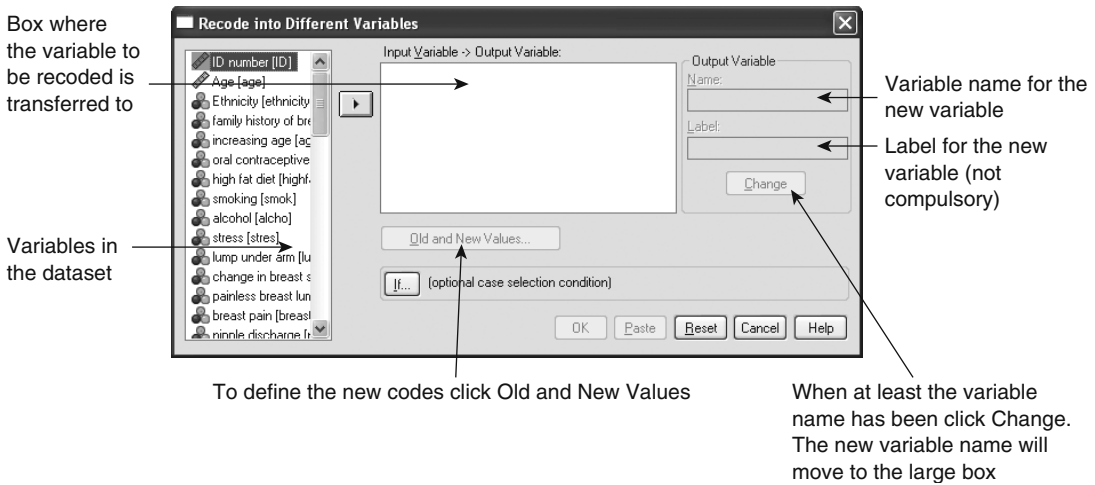 Box where
the variable to
be recoded is
transferred to
Variables in
the dataset
Recode into Different Variables
ID number [ID]
Age [age]
Ethnicity [ethnicity
family history of bre
increasing age [ag
oral contraceptive
high fat diet [highf
smoking [smok]
alcohol [alcho]
stress [stres]
lump under arm [lu
change in breast s
painless breast lum
breast pain [breast
nipple discharge [
Input Variable -> Output Variable:
Old and New Values...
If...
(optional case selection condition)
Output Variable
Name:
Label:
Change
OK
Paste
Reset
Cancel
Help
Variable name for the
new variable
Label for the new
variable (not
compulsory)
To define the new codes click Old and New Values
When at least the variable
name has been click Change.
The new variable name will
move to the large box